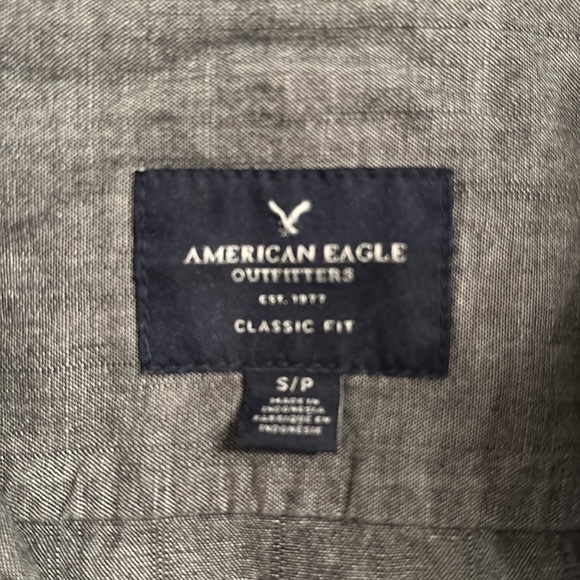 AMERICAN EAGLE
OUTFITTERS
EST. 1977
CLASSIC FIT
S/P
MADE IN
INDONESIA
FABRIQUE EN
INDONESIE